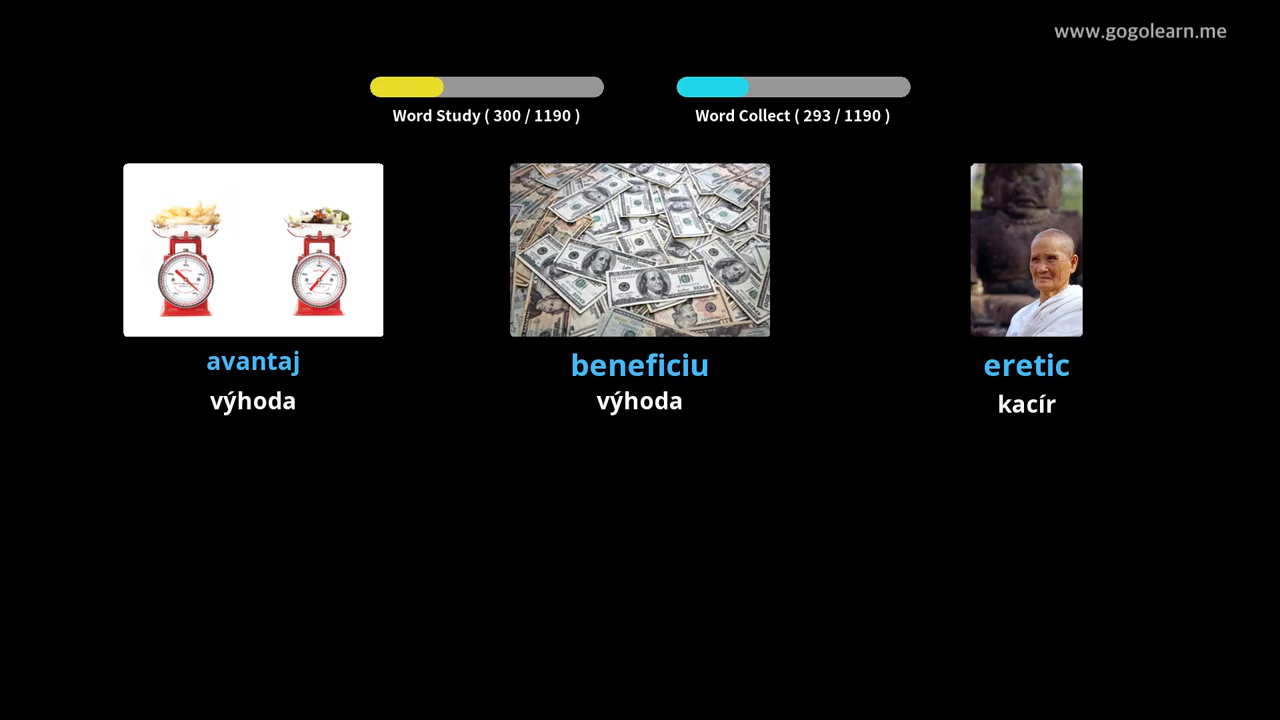 www.gogolearn.me
Word Study ( 300 / 1190 )
Word Collect ( 293 / 1190 )
avantaj
výhoda
beneficiu
výhoda
eretic
kacír